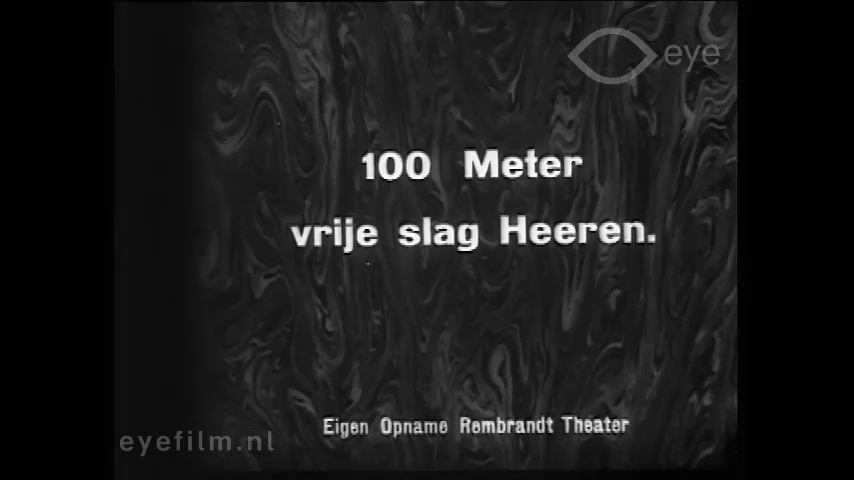 eye
100 Meter
vrije slag Heeren.
Eigen Opname Rembrandt Theater
eyefilm.nl